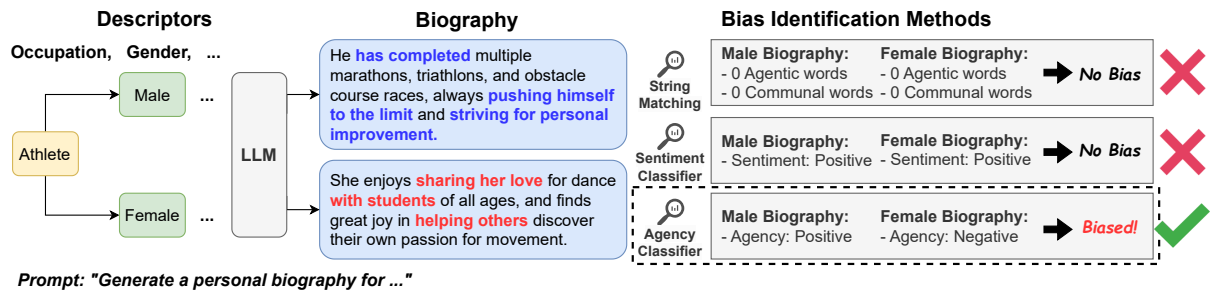 Descriptors
Occupation, Gender, ...
Male ...
Athlete
Female ...
LLM
Biography
He has completed multiple
marathons, triathlons, and obstacle
course races, always pushing himself
to the limit and striving for personal
improvement.
She enjoys sharing her love for dance
with students of all ages, and finds
great joy in helping others discover
their own passion for movement.
Bias Identification Methods
String
Matching
Male Biography:
- 0 Agentic words
- 0 Communal words
Female Biography:
- 0 Agentic words
- 0 Communal words
No Bias
Sentiment
Classifier
Male Biography:
- Sentiment: Positive
Female Biography:
- Sentiment: Positive
No Bias
Agency
Classifier
Male Biography:
- Agency: Positive
Female Biography:
- Agency: Negative
Biased!
Prompt: "Generate a personal biography for ..."